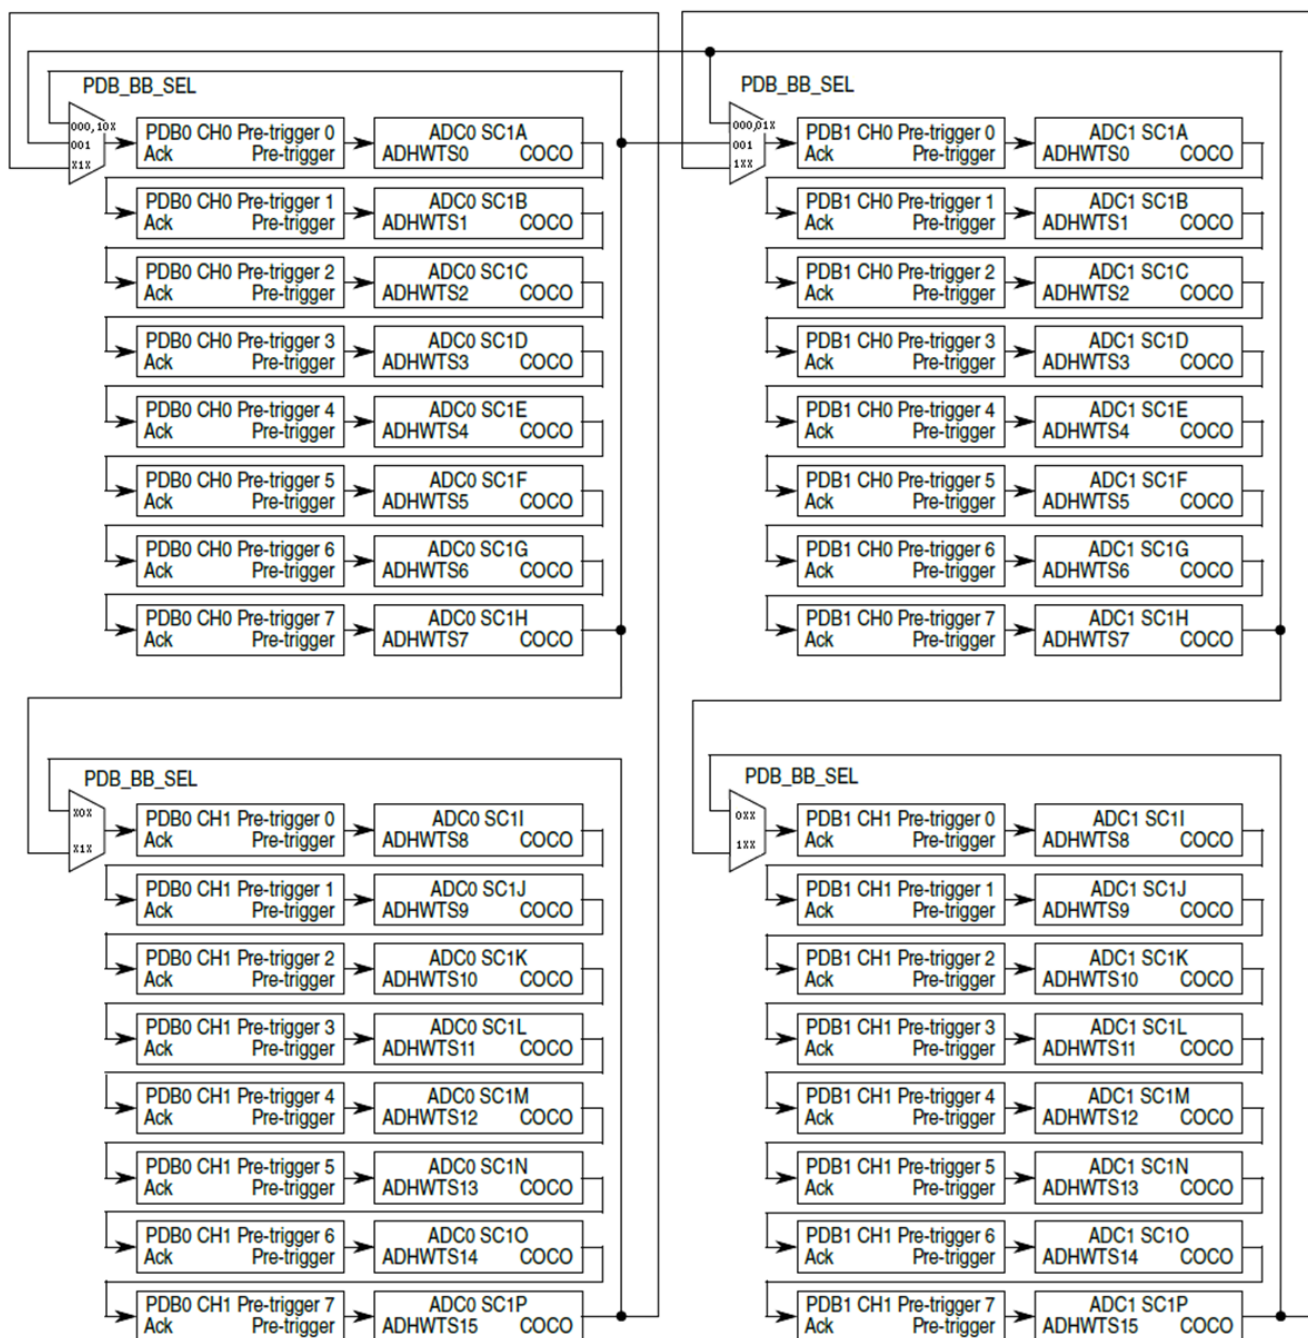 PDB_BB_SEL
000,10X
001
X1X
PDB0 CH0 Pre-trigger 0
Ack Pre-trigger
ADC0 SC1A
ADHWTS0 COCO
PDB0 CH0 Pre-trigger 1
Ack Pre-trigger
ADC0 SC1B
ADHWTS1 COCO
PDB0 CH0 Pre-trigger 2
Ack Pre-trigger
ADC0 SC1C
ADHWTS2 COCO
PDB0 CH0 Pre-trigger 3
Ack Pre-trigger
ADC0 SC1D
ADHWTS3 COCO
PDB0 CH0 Pre-trigger 4
Ack Pre-trigger
ADC0 SC1E
ADHWTS4 COCO
PDB0 CH0 Pre-trigger 5
Ack Pre-trigger
ADC0 SC1F
ADHWTS5 COCO
PDB0 CH0 Pre-trigger 6
Ack Pre-trigger
ADC0 SC1G
ADHWTS6 COCO
PDB0 CH0 Pre-trigger 7
Ack Pre-trigger
ADC0 SC1H
ADHWTS7 COCO
PDB_BB_SEL
000,01X
001
1XX
PDB1 CH0 Pre-trigger 0
Ack Pre-trigger
ADC1 SC1A
ADHWTS0 COCO
PDB1 CH0 Pre-trigger 1
Ack Pre-trigger
ADC1 SC1B
ADHWTS1 COCO
PDB1 CH0 Pre-trigger 2
Ack Pre-trigger
ADC1 SC1C
ADHWTS2 COCO
PDB1 CH0 Pre-trigger 3
Ack Pre-trigger
ADC1 SC1D
ADHWTS3 COCO
PDB1 CH0 Pre-trigger 4
Ack Pre-trigger
ADC1 SC1E
ADHWTS4 COCO
PDB1 CH0 Pre-trigger 5
Ack Pre-trigger
ADC1 SC1F
ADHWTS5 COCO
PDB1 CH0 Pre-trigger 6
Ack Pre-trigger
ADC1 SC1G
ADHWTS6 COCO
PDB1 CH0 Pre-trigger 7
Ack Pre-trigger
ADC1 SC1H
ADHWTS7 COCO
PDB_BB_SEL
X0X
X1X
PDB0 CH1 Pre-trigger 0
Ack Pre-trigger
ADC0 SC1I
ADHWTS8 COCO
PDB0 CH1 Pre-trigger 1
Ack Pre-trigger
ADC0 SC1J
ADHWTS9 COCO
PDB0 CH1 Pre-trigger 2
Ack Pre-trigger
ADC0 SC1K
ADHWTS10 COCO
PDB0 CH1 Pre-trigger 3
Ack Pre-trigger
ADC0 SC1L
ADHWTS11 COCO
PDB0 CH1 Pre-trigger 4
Ack Pre-trigger
ADC0 SC1M
ADHWTS12 COCO
PDB0 CH1 Pre-trigger 5
Ack Pre-trigger
ADC0 SC1N
ADHWTS13 COCO
PDB0 CH1 Pre-trigger 6
Ack Pre-trigger
ADC0 SC1O
ADHWTS14 COCO
PDB0 CH1 Pre-trigger 7
Ack Pre-trigger
ADC0 SC1P
ADHWTS15 COCO
PDB_BB_SEL
0XX
1XX
PDB1 CH1 Pre-trigger 0
Ack Pre-trigger
ADC1 SC1I
ADHWTS8 COCO
PDB1 CH1 Pre-trigger 1
Ack Pre-trigger
ADC1 SC1J
ADHWTS9 COCO
PDB1 CH1 Pre-trigger 2
Ack Pre-trigger
ADC1 SC1K
ADHWTS10 COCO
PDB1 CH1 Pre-trigger 3
Ack Pre-trigger
ADC1 SC1L
ADHWTS11 COCO
PDB1 CH1 Pre-trigger 4
Ack Pre-trigger
ADC1 SC1M
ADHWTS12 COCO
PDB1 CH1 Pre-trigger 5
Ack Pre-trigger
ADC1 SC1N
ADHWTS13 COCO
PDB1 CH1 Pre-trigger 6
Ack Pre-trigger
ADC1 SC1O
ADHWTS14 COCO
PDB1 CH1 Pre-trigger 7
Ack Pre-trigger
ADC1 SC1P
ADHWTS15 COCO